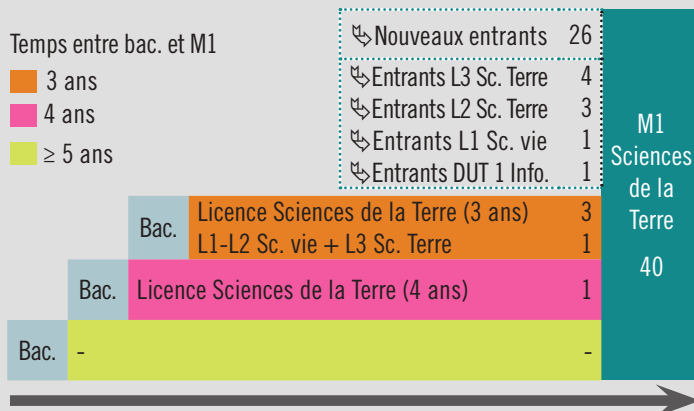 Temps entre bac. et M1
3 ans
4 ans
≥ 5 ans
Nouveaux entrants 26
Entrants L3 Sc. Terre 4
Entrants L2 Sc. Terre 3
Entrants L1 Sc. vie 1
Entrants DUT 1 Info. 1
Bac.
Licence Sciences de la Terre (3 ans) 3
L1-L2 Sc. vie + L3 Sc. Terre 1
Bac. Licence Sciences de la Terre (4 ans) 1
Bac. - -
M1
Sciences
de la
Terre
40